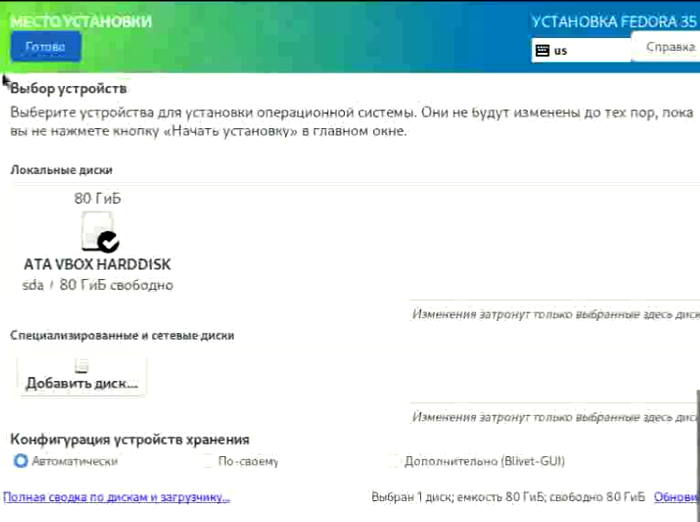 МЕСТО УСТАНОВКИ
УСТАНОВКА FEDORA 35
Готово
us
Справка
Выбор устройств
Выберите устройства для установки операционной системы. Они не будут изменены до тех пор, пока
вы не нажмете кнопку «Начать установку» в главном окне.
Локальные диски
80 ГиБ
ATA VBOX HARDDISK
sda / 80 ГиБ свободно
Изменения затронут только выбранные здесь диск
Специализированные и сетевые диски
Добавить диск...
Изменения затронут только выбранные здесь диск
Конфигурация устройств хранения
Автоматически
По-своему
Дополнительно (Blivet-GUI)
Полная сводка по дискам и загрузчику...
Выбран 1 диск; емкость 80 ГиБ; свободно 80 ГиБ
Обнови